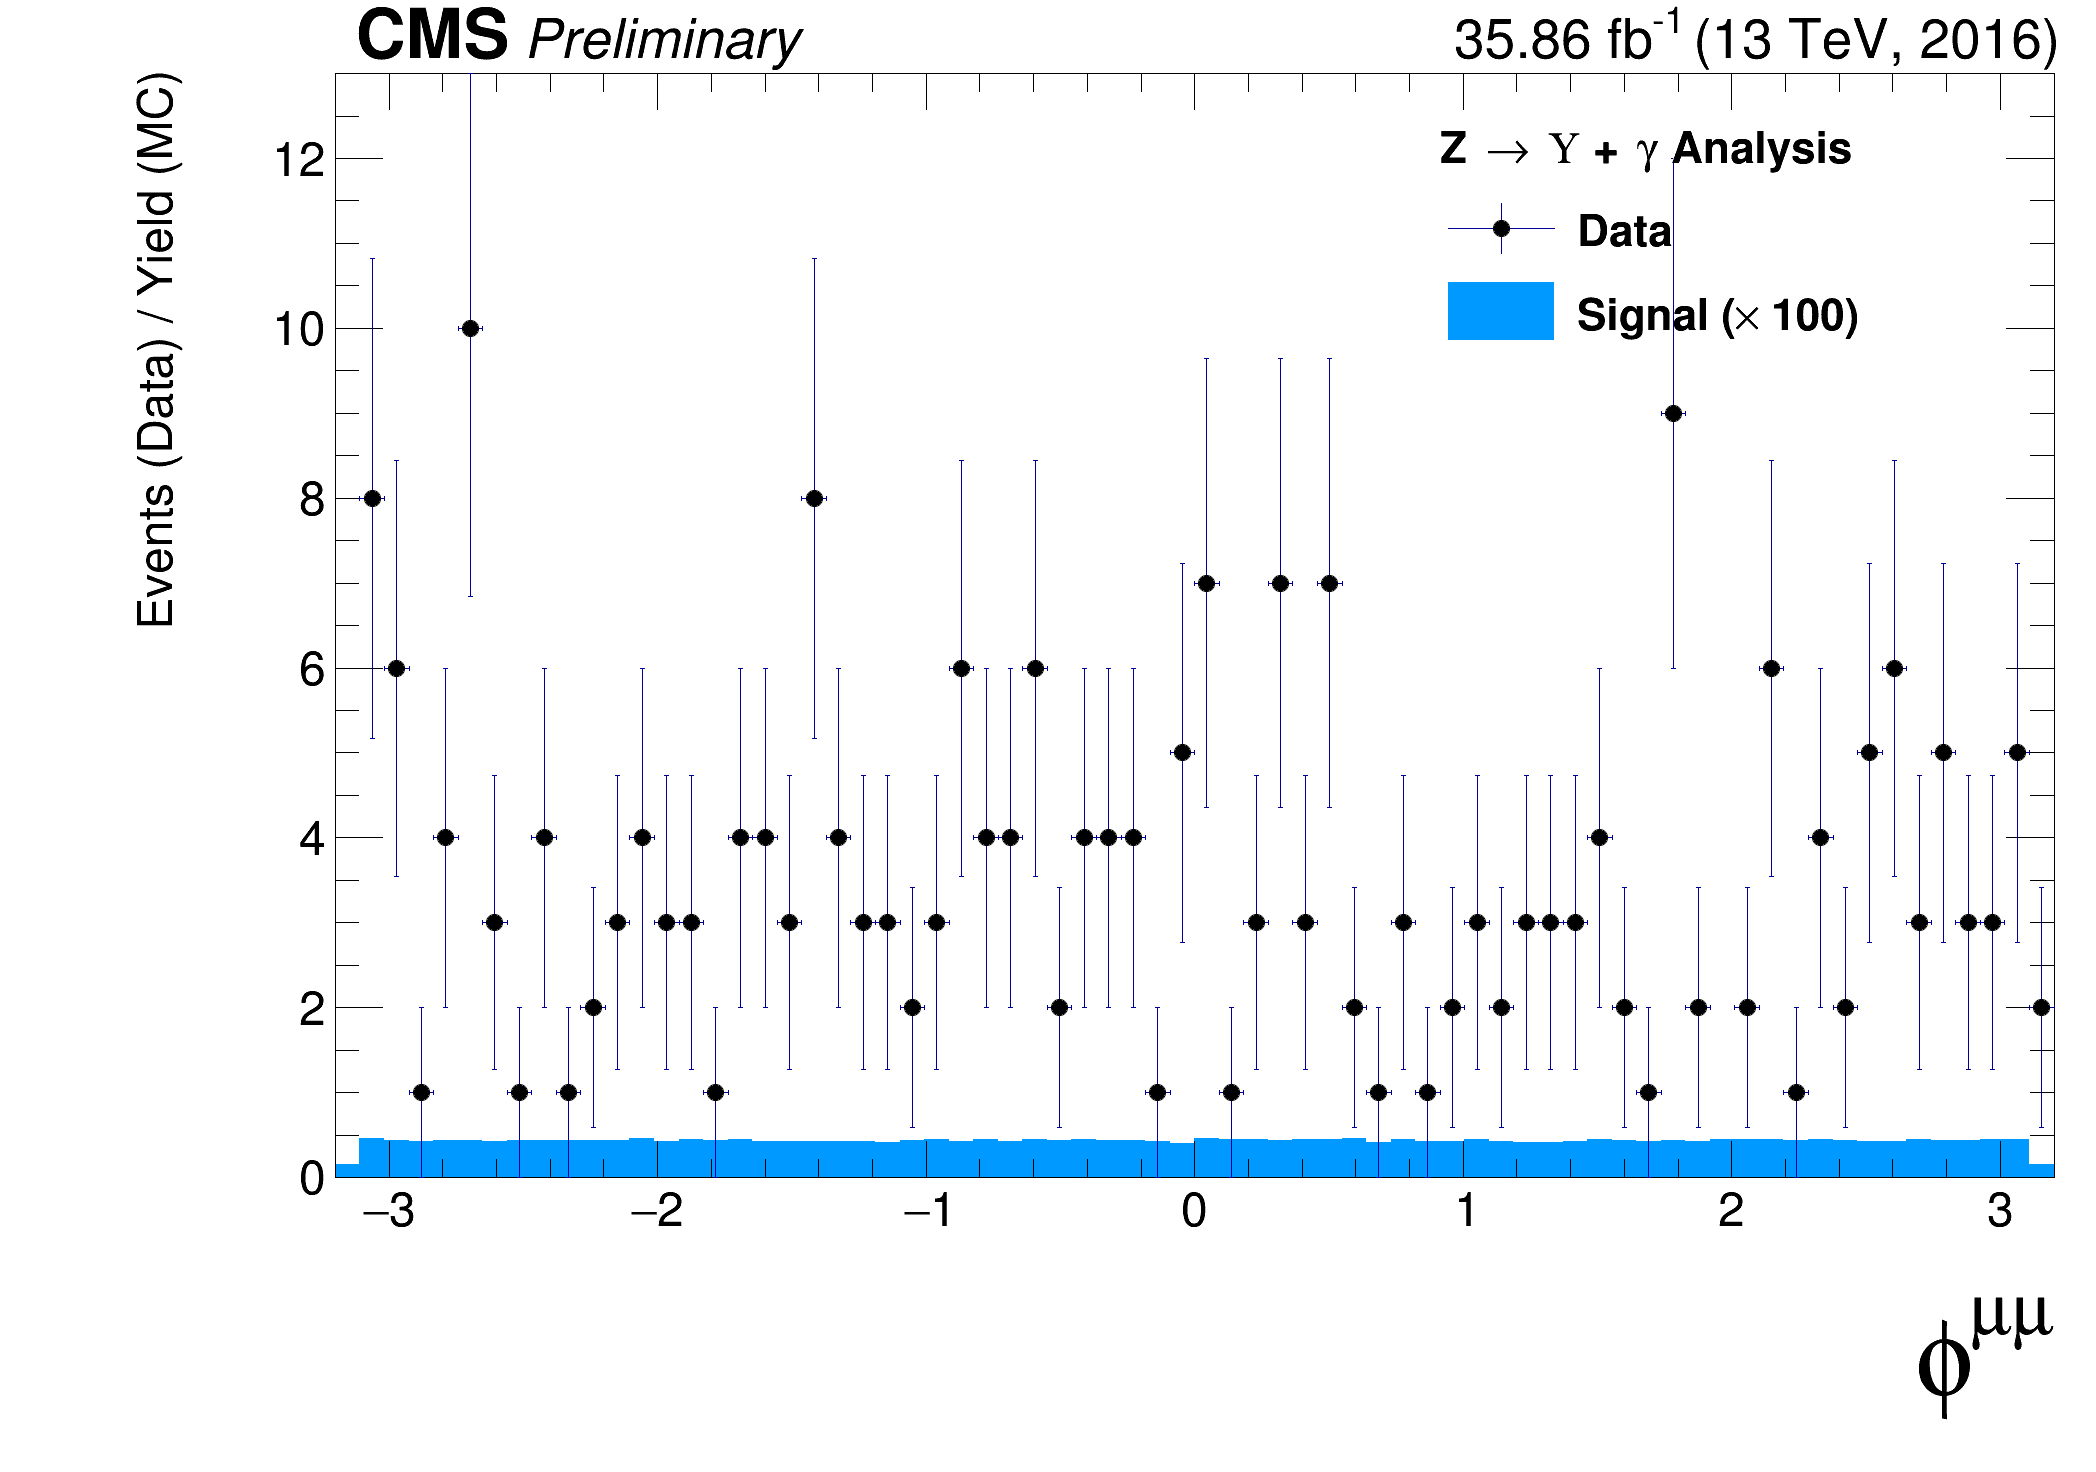 CMS Preliminary
35.86 fb⁻¹ (13 TeV, 2016)
Events (Data) / Yield (MC)
Z → ϒ + γ Analysis
Data
Signal (× 100)
12
10
8
6
4
2
0
−3 −2 −1 0 1 2 3
ϕ^μμ